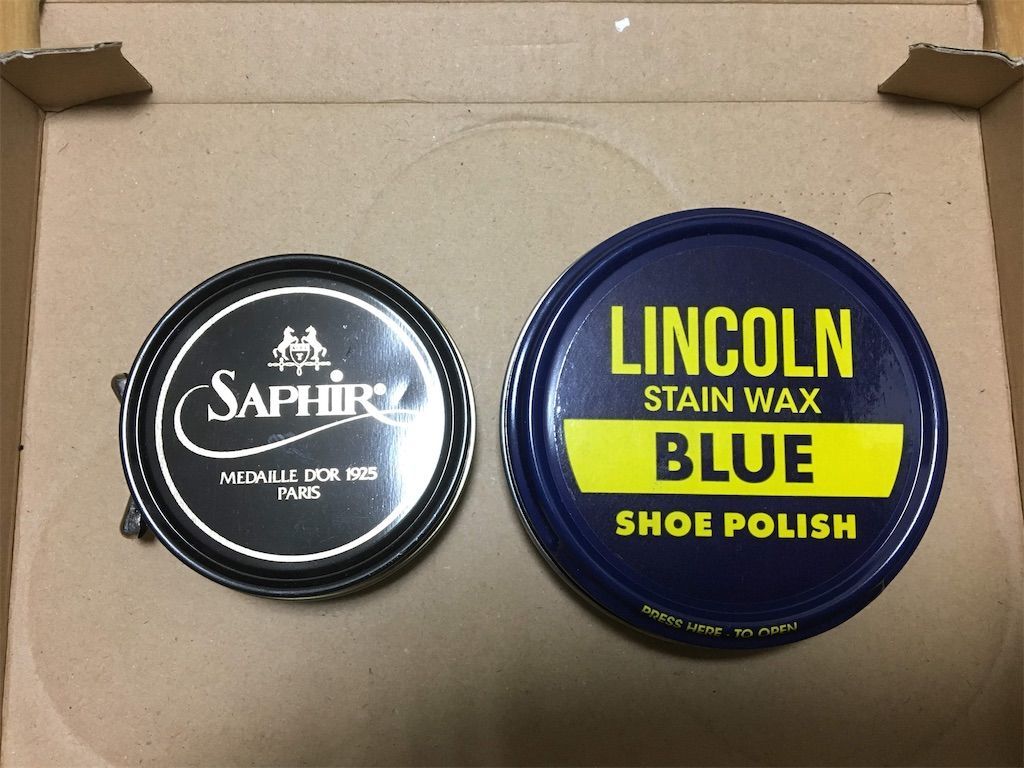 SAPHIR
MEDAILLE D'OR 1925
PARIS
LINCOLN
STAIN WAX
BLUE
SHOE POLISH
PRESS HERE - TO OPEN